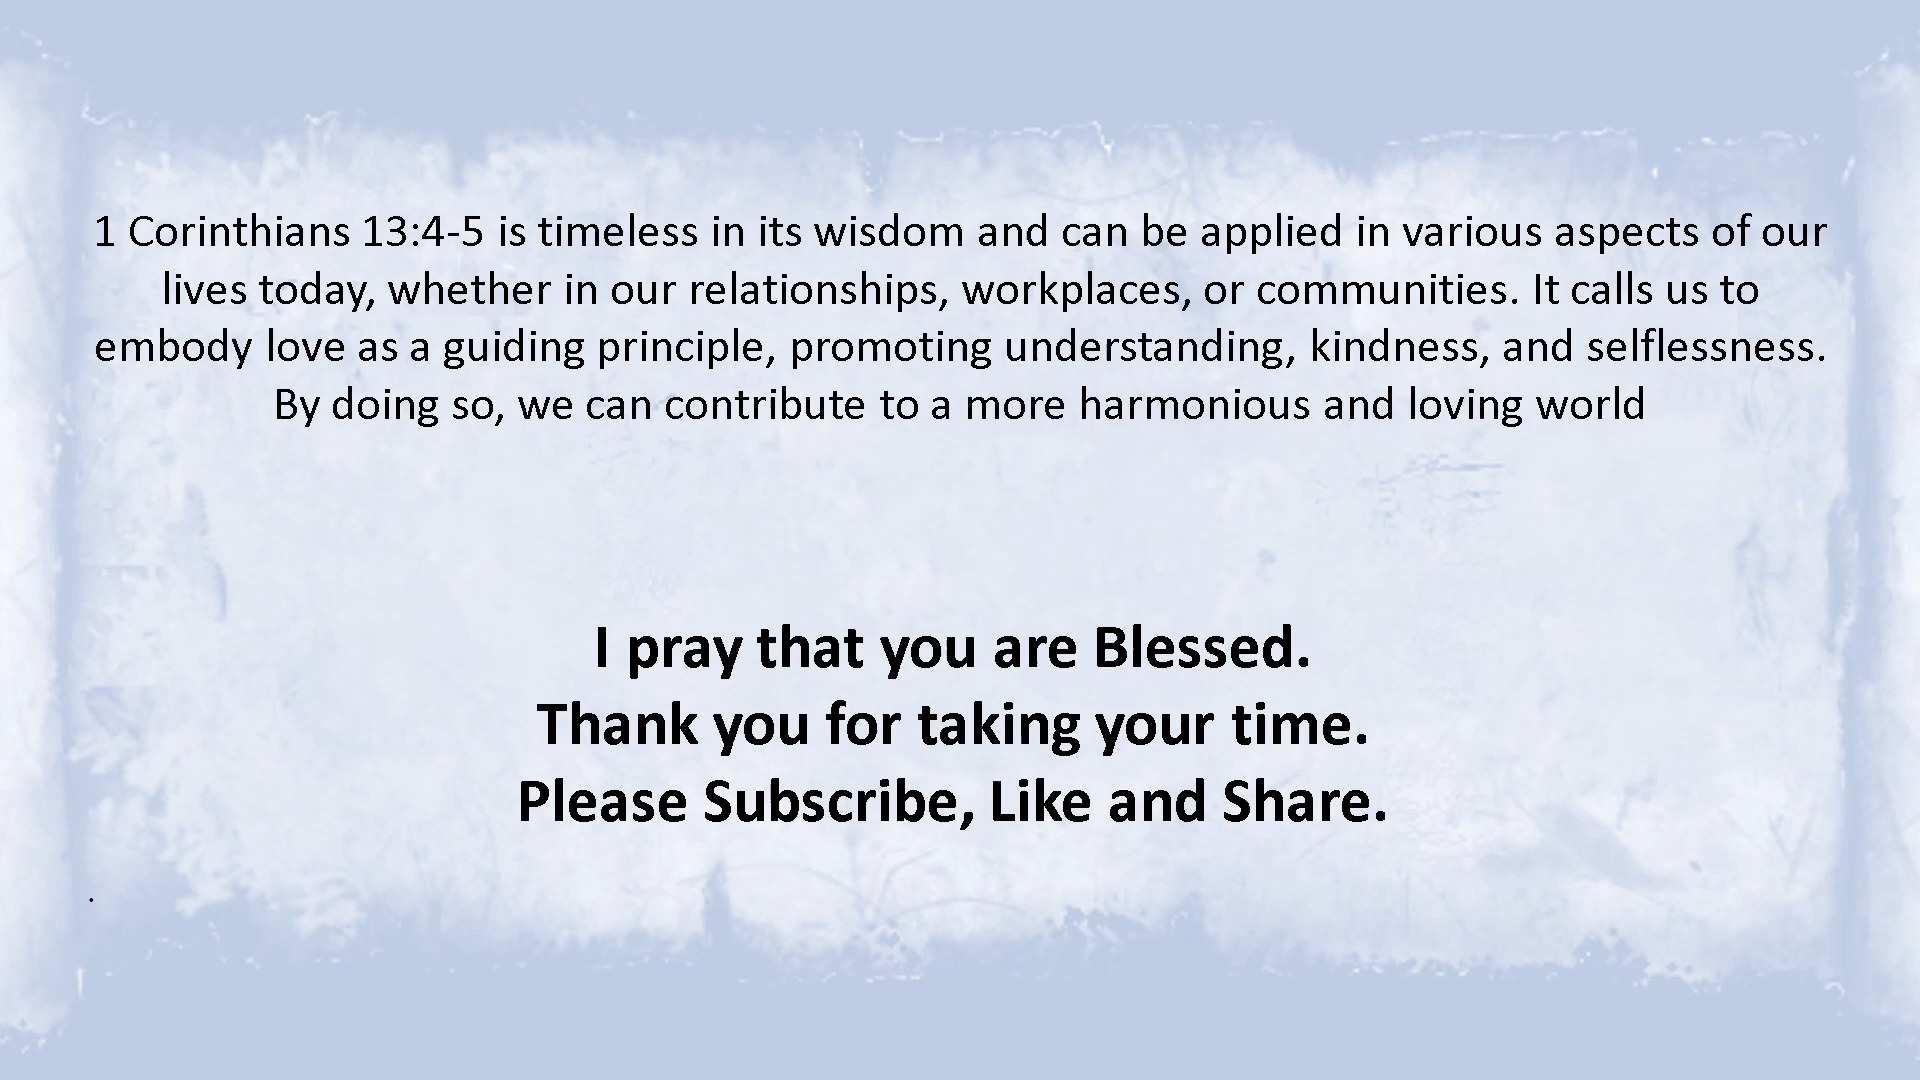 1 Corinthians 13:4-5 is timeless in its wisdom and can be applied in various aspects of our
lives today, whether in our relationships, workplaces, or communities. It calls us to
embody love as a guiding principle, promoting understanding, kindness, and selflessness.
By doing so, we can contribute to a more harmonious and loving world
I pray that you are Blessed.
Thank you for taking your time.
Please Subscribe, Like and Share.
.